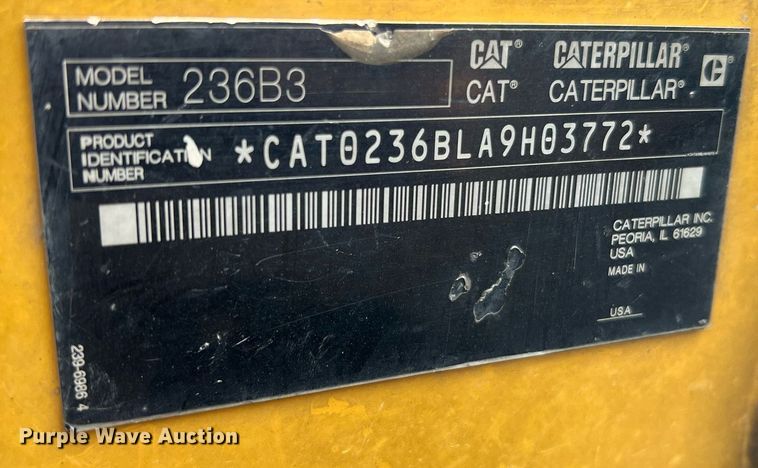 CAT® CATERPILLAR®
CAT® CATERPILLAR® C®
MODEL
NUMBER 236B3
PRODUCT
IDENTIFICATION
NUMBER *CAT0236BLA9H03772*
CATERPILLAR INC.
PEORIA, IL 61629
USA
MADE IN
USA
239-6986 4
Purple Wave Auction